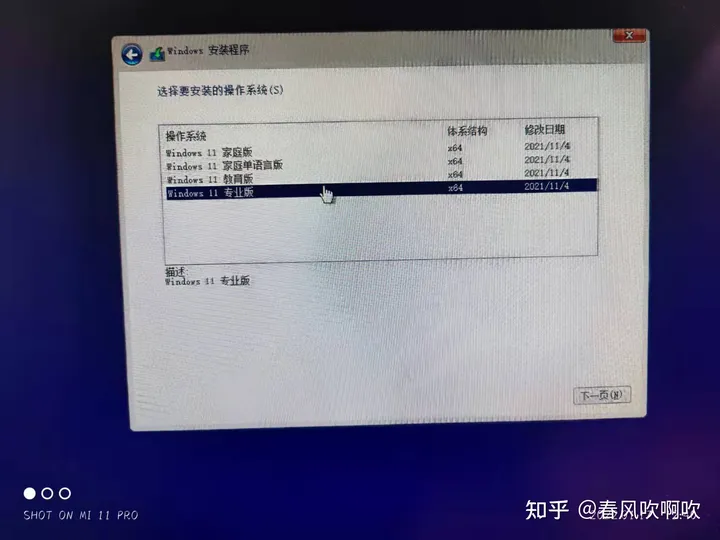 Windows 安装程序
选择要安装的操作系统(S)
操作系统 体系结构 修改日期
Windows 11 家庭版 x64 2021/11/4
Windows 11 家庭单语言版 x64 2021/11/4
Windows 11 教育版 x64 2021/11/4
Windows 11 专业版 x64 2021/11/4
描述
Windows 11 专业版
下一页(N)
SHOT ON MI 11 PRO
知乎 @春风吹啊吹